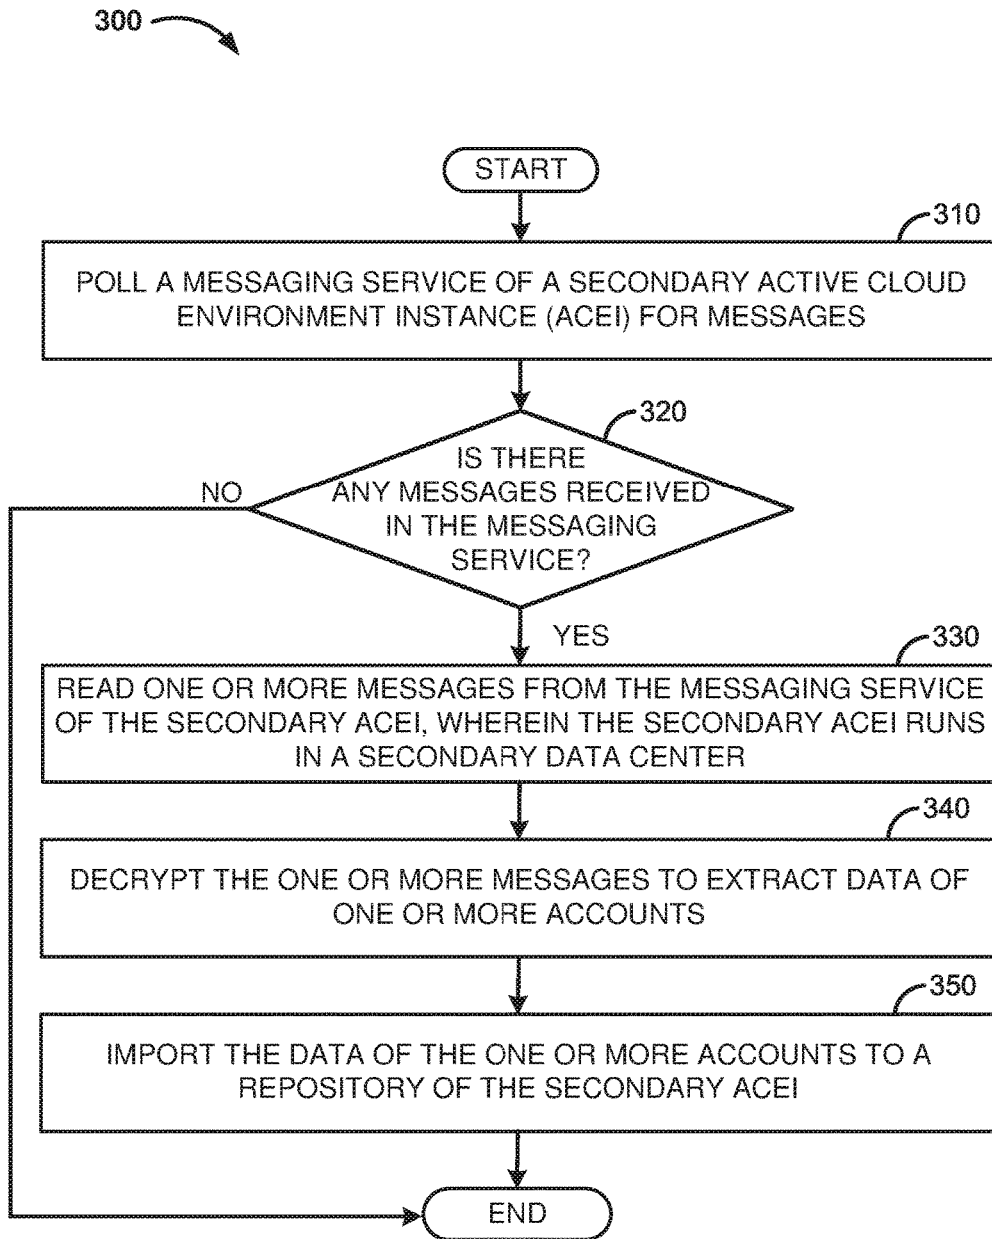 300
START
310
POLL A MESSAGING SERVICE OF A SECONDARY ACTIVE CLOUD
ENVIRONMENT INSTANCE (ACEI) FOR MESSAGES
320
IS THERE
ANY MESSAGES RECEIVED
IN THE MESSAGING
SERVICE?
NO
YES
330
READ ONE OR MORE MESSAGES FROM THE MESSAGING SERVICE
OF THE SECONDARY ACEI, WHEREIN THE SECONDARY ACEI RUNS
IN A SECONDARY DATA CENTER
340
DECRYPT THE ONE OR MORE MESSAGES TO EXTRACT DATA OF
ONE OR MORE ACCOUNTS
350
IMPORT THE DATA OF THE ONE OR MORE ACCOUNTS TO A
REPOSITORY OF THE SECONDARY ACEI
END